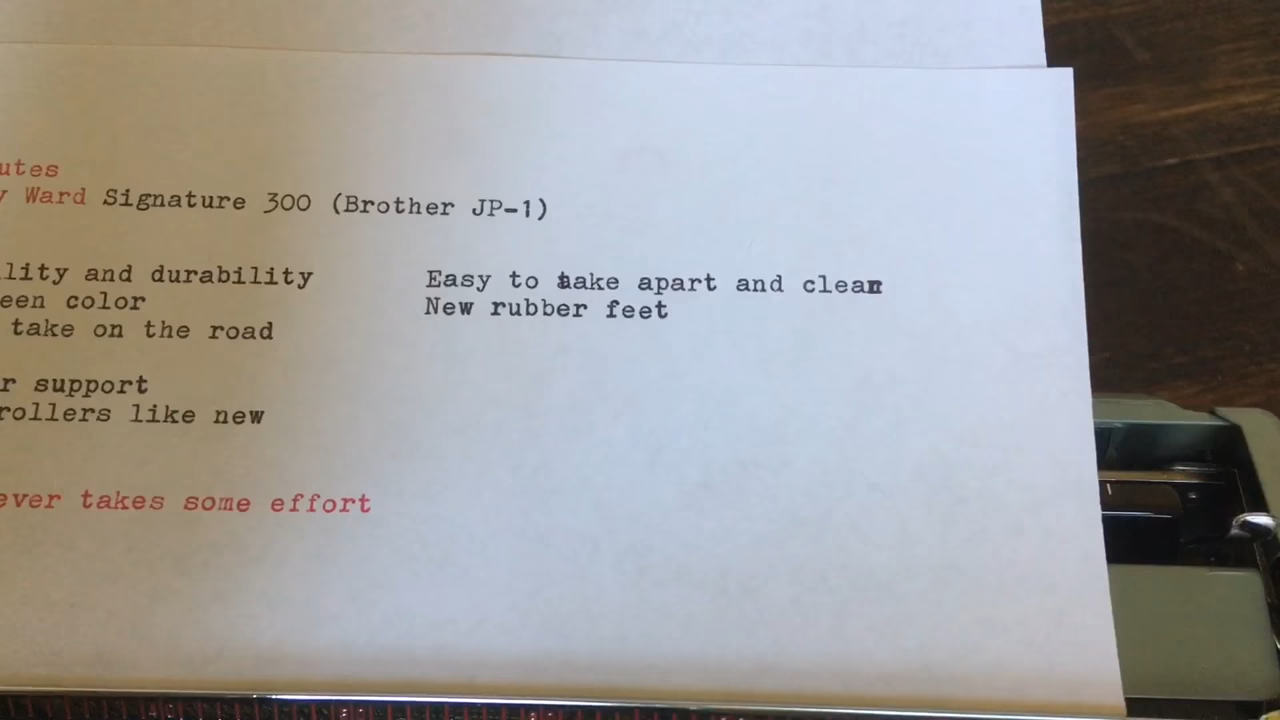 utes
y Ward Signature 300 (Brother JP-1)
lity and durability
een color
take on the road
r support
rollers like new
ever takes some effort
Easy to take apart and clean
New rubber feet